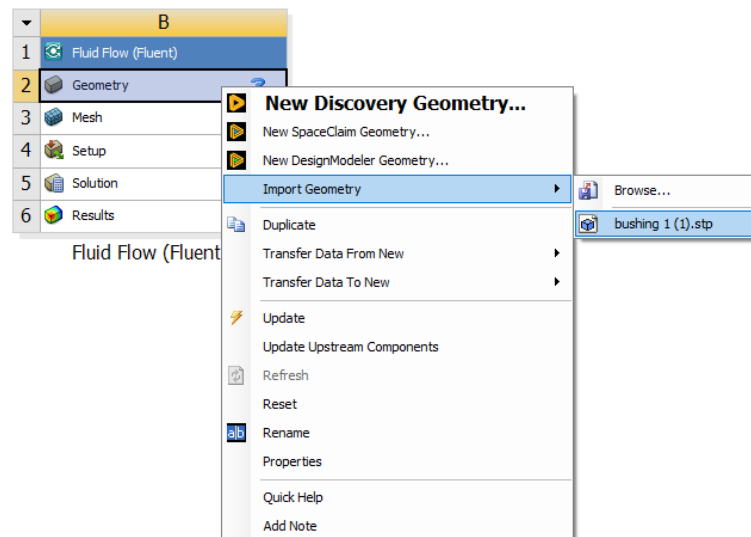 B
1 Fluid Flow (Fluent)
2 Geometry ?
3 Mesh
4 Setup
5 Solution
6 Results
Fluid Flow (Fluent
New Discovery Geometry...
New SpaceClaim Geometry...
New DesignModeler Geometry...
Import Geometry
Browse...
bushing 1 (1).stp
Duplicate
Transfer Data From New
Transfer Data To New
Update
Update Upstream Components
Refresh
Reset
a|b Rename
Properties
Quick Help
Add Note